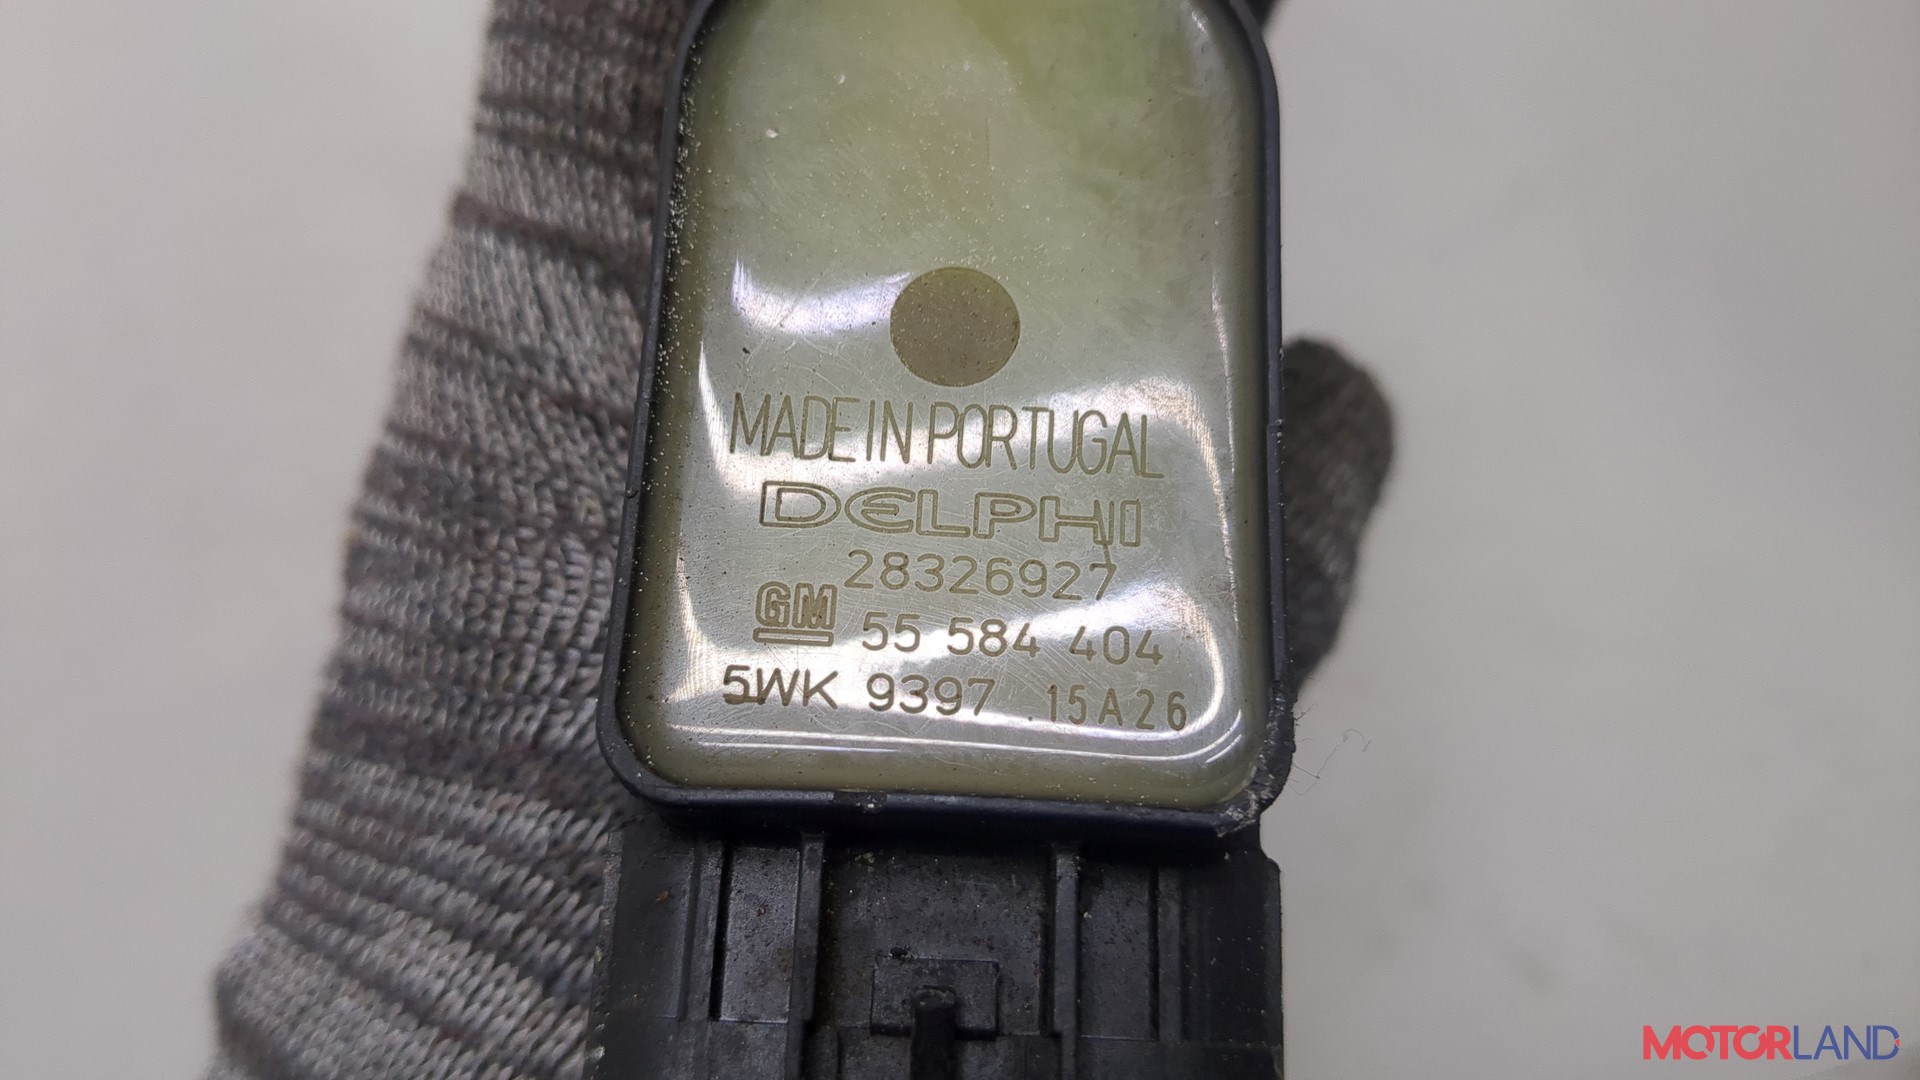 MADE IN PORTUGAL
DELPHI
28326927
GM 55 584 404
5WK 9397 .15A26
MOTORLAND